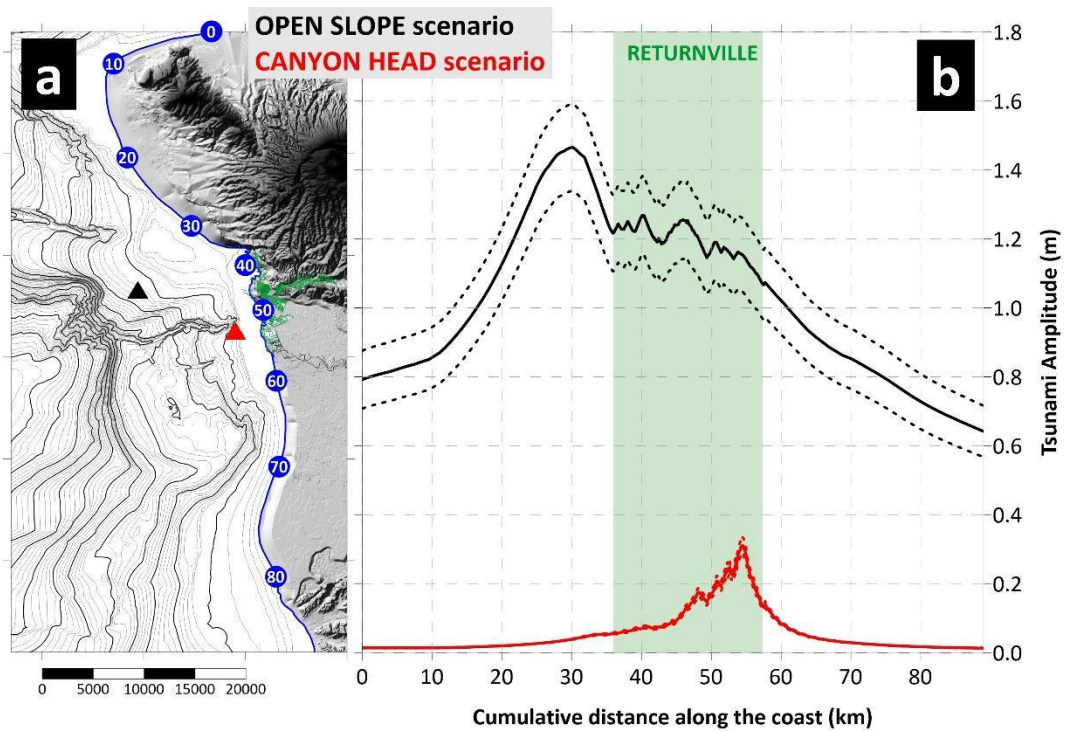 OPEN SLOPE scenario
CANYON HEAD scenario
a
0
10
20
30
40
50
60
70
80
0 5000 10000 15000 20000
RETURNVILLE
b
1.8
1.6
1.4
1.2
1.0
0.8
0.6
0.4
0.2
0.0
Tsunami Amplitude (m)
0 10 20 30 40 50 60 70 80
Cumulative distance along the coast (km)